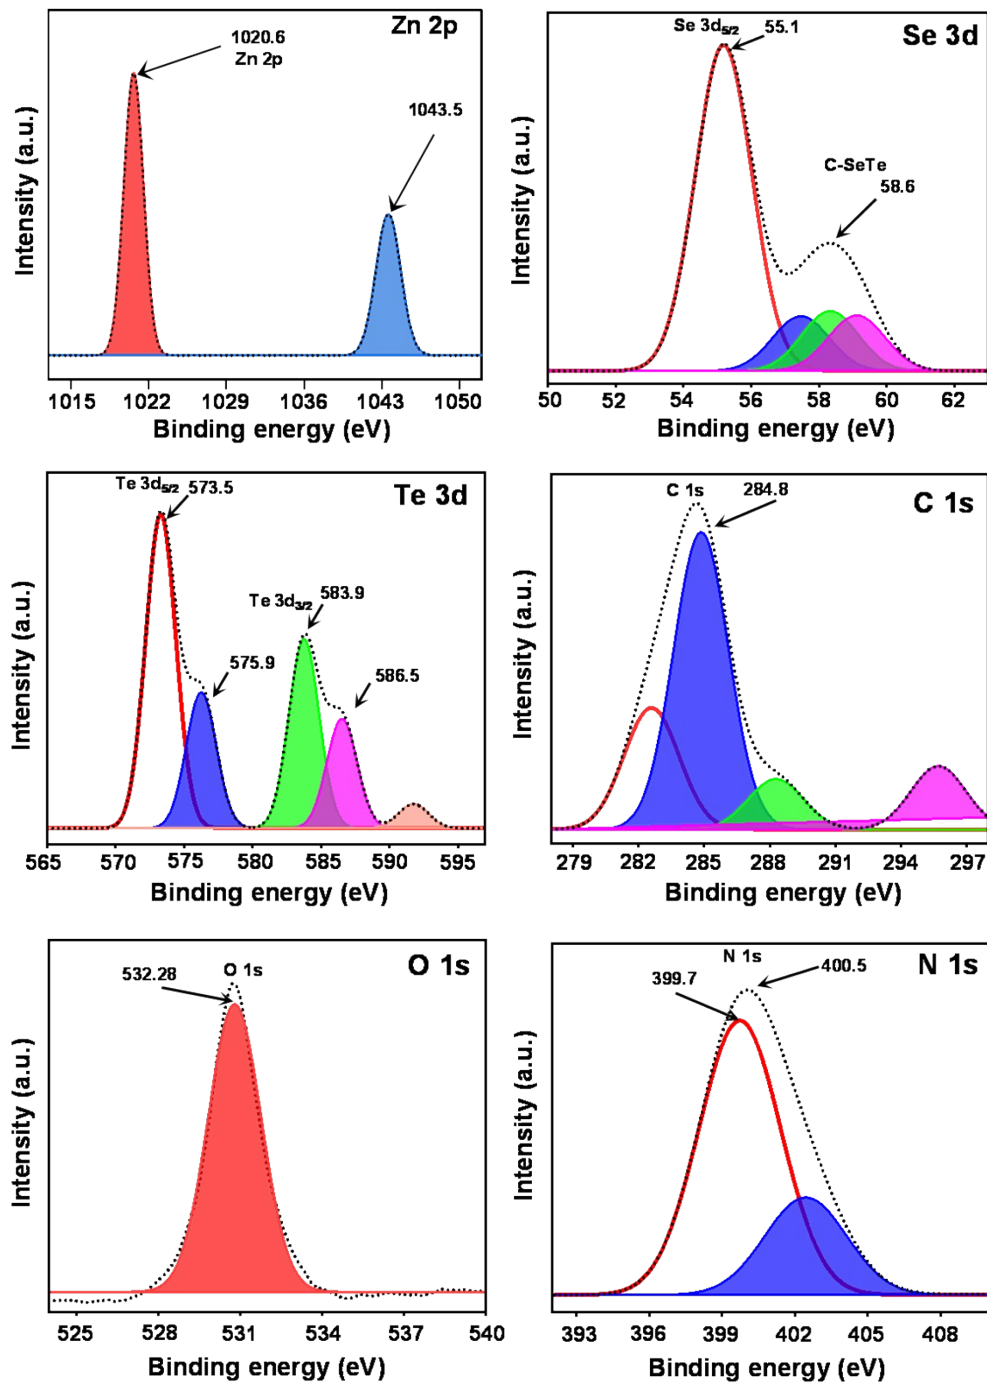 Zn 2p
1020.6
Zn 2p
1043.5
Intensity (a.u.)
1015 1022 1029 1036 1043 1050
Binding energy (eV)
Se 3d
Se 3d5/2 55.1
C-SeTe
58.6
Intensity (a.u.)
50 52 54 56 58 60 62
Binding energy (eV)
Te 3d
Te 3d5/2 573.5
Te 3d3/2 583.9
575.9
586.5
Intensity (a.u.)
565 570 575 580 585 590 595
Binding energy (eV)
C 1s
C 1s 284.8
Intensity (a.u.)
279 282 285 288 291 294 297
Binding energy (eV)
O 1s
O 1s
532.28
Intensity (a.u.)
525 528 531 534 537 540
Binding energy (eV)
N 1s
N 1s
400.5
399.7
Intensity (a.u.)
393 396 399 402 405 408
Binding energy (eV)